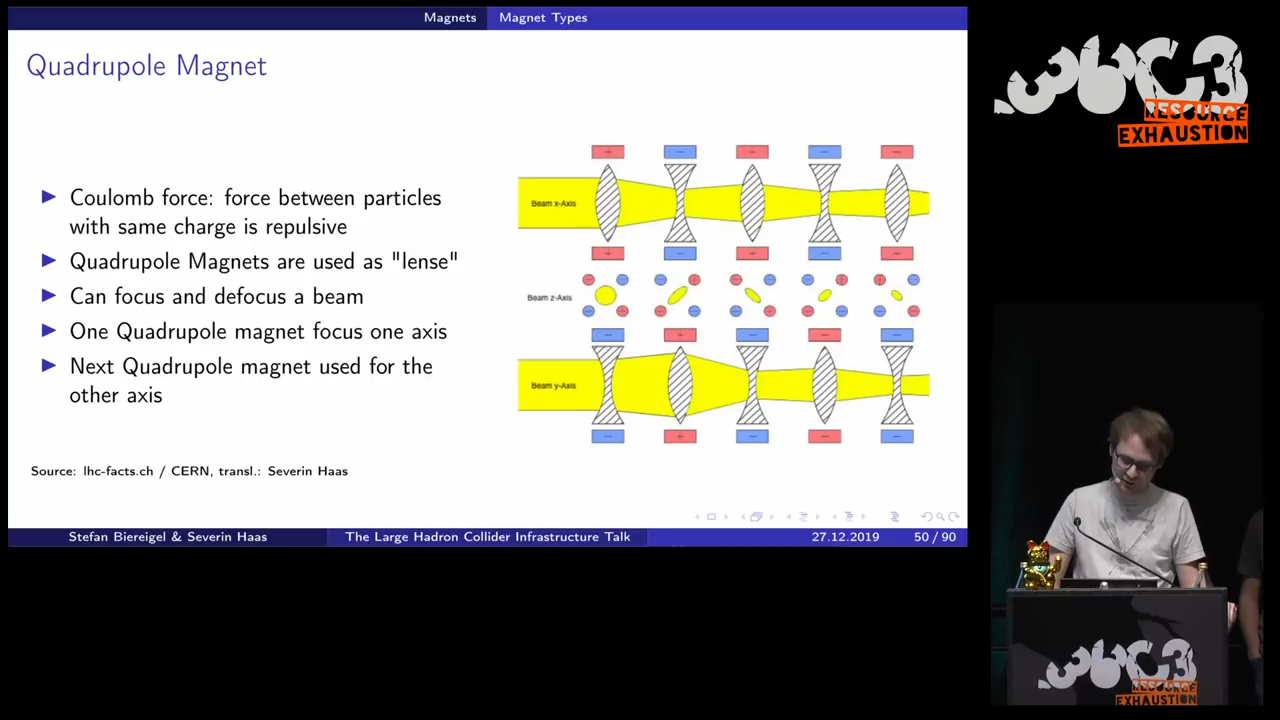 Magnets Magnet Types
Quadrupole Magnet
Coulomb force: force between particles
with same charge is repulsive
Quadrupole Magnets are used as "lense"
Can focus and defocus a beam
One Quadrupole magnet focus one axis
Next Quadrupole magnet used for the
other axis
Source: lhc-facts.ch / CERN, transl.: Severin Haas
+ − + − +
Beam x-Axis
+ − + − +
Beam z-Axis
− + − + −
Beam y-Axis
− + − + −
Stefan Biereigel & Severin Haas The Large Hadron Collider Infrastructure Talk 27.12.2019 50 / 90
36C3
RESOURCE
EXHAUSTION
36C3
RESOURCE
EXHAUSTION